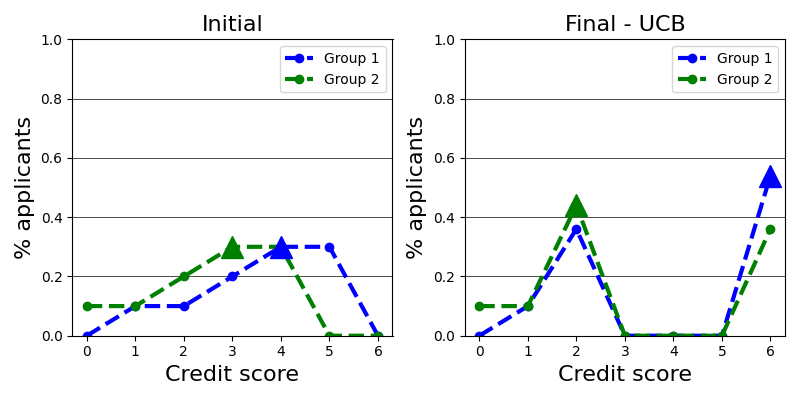 Initial
Final - UCB
% applicants
1.0
0.8
0.6
0.4
0.2
0.0
Group 1
Group 2
0 1 2 3 4 5 6
Credit score
% applicants
1.0
0.8
0.6
0.4
0.2
0.0
Group 1
Group 2
0 1 2 3 4 5 6
Credit score